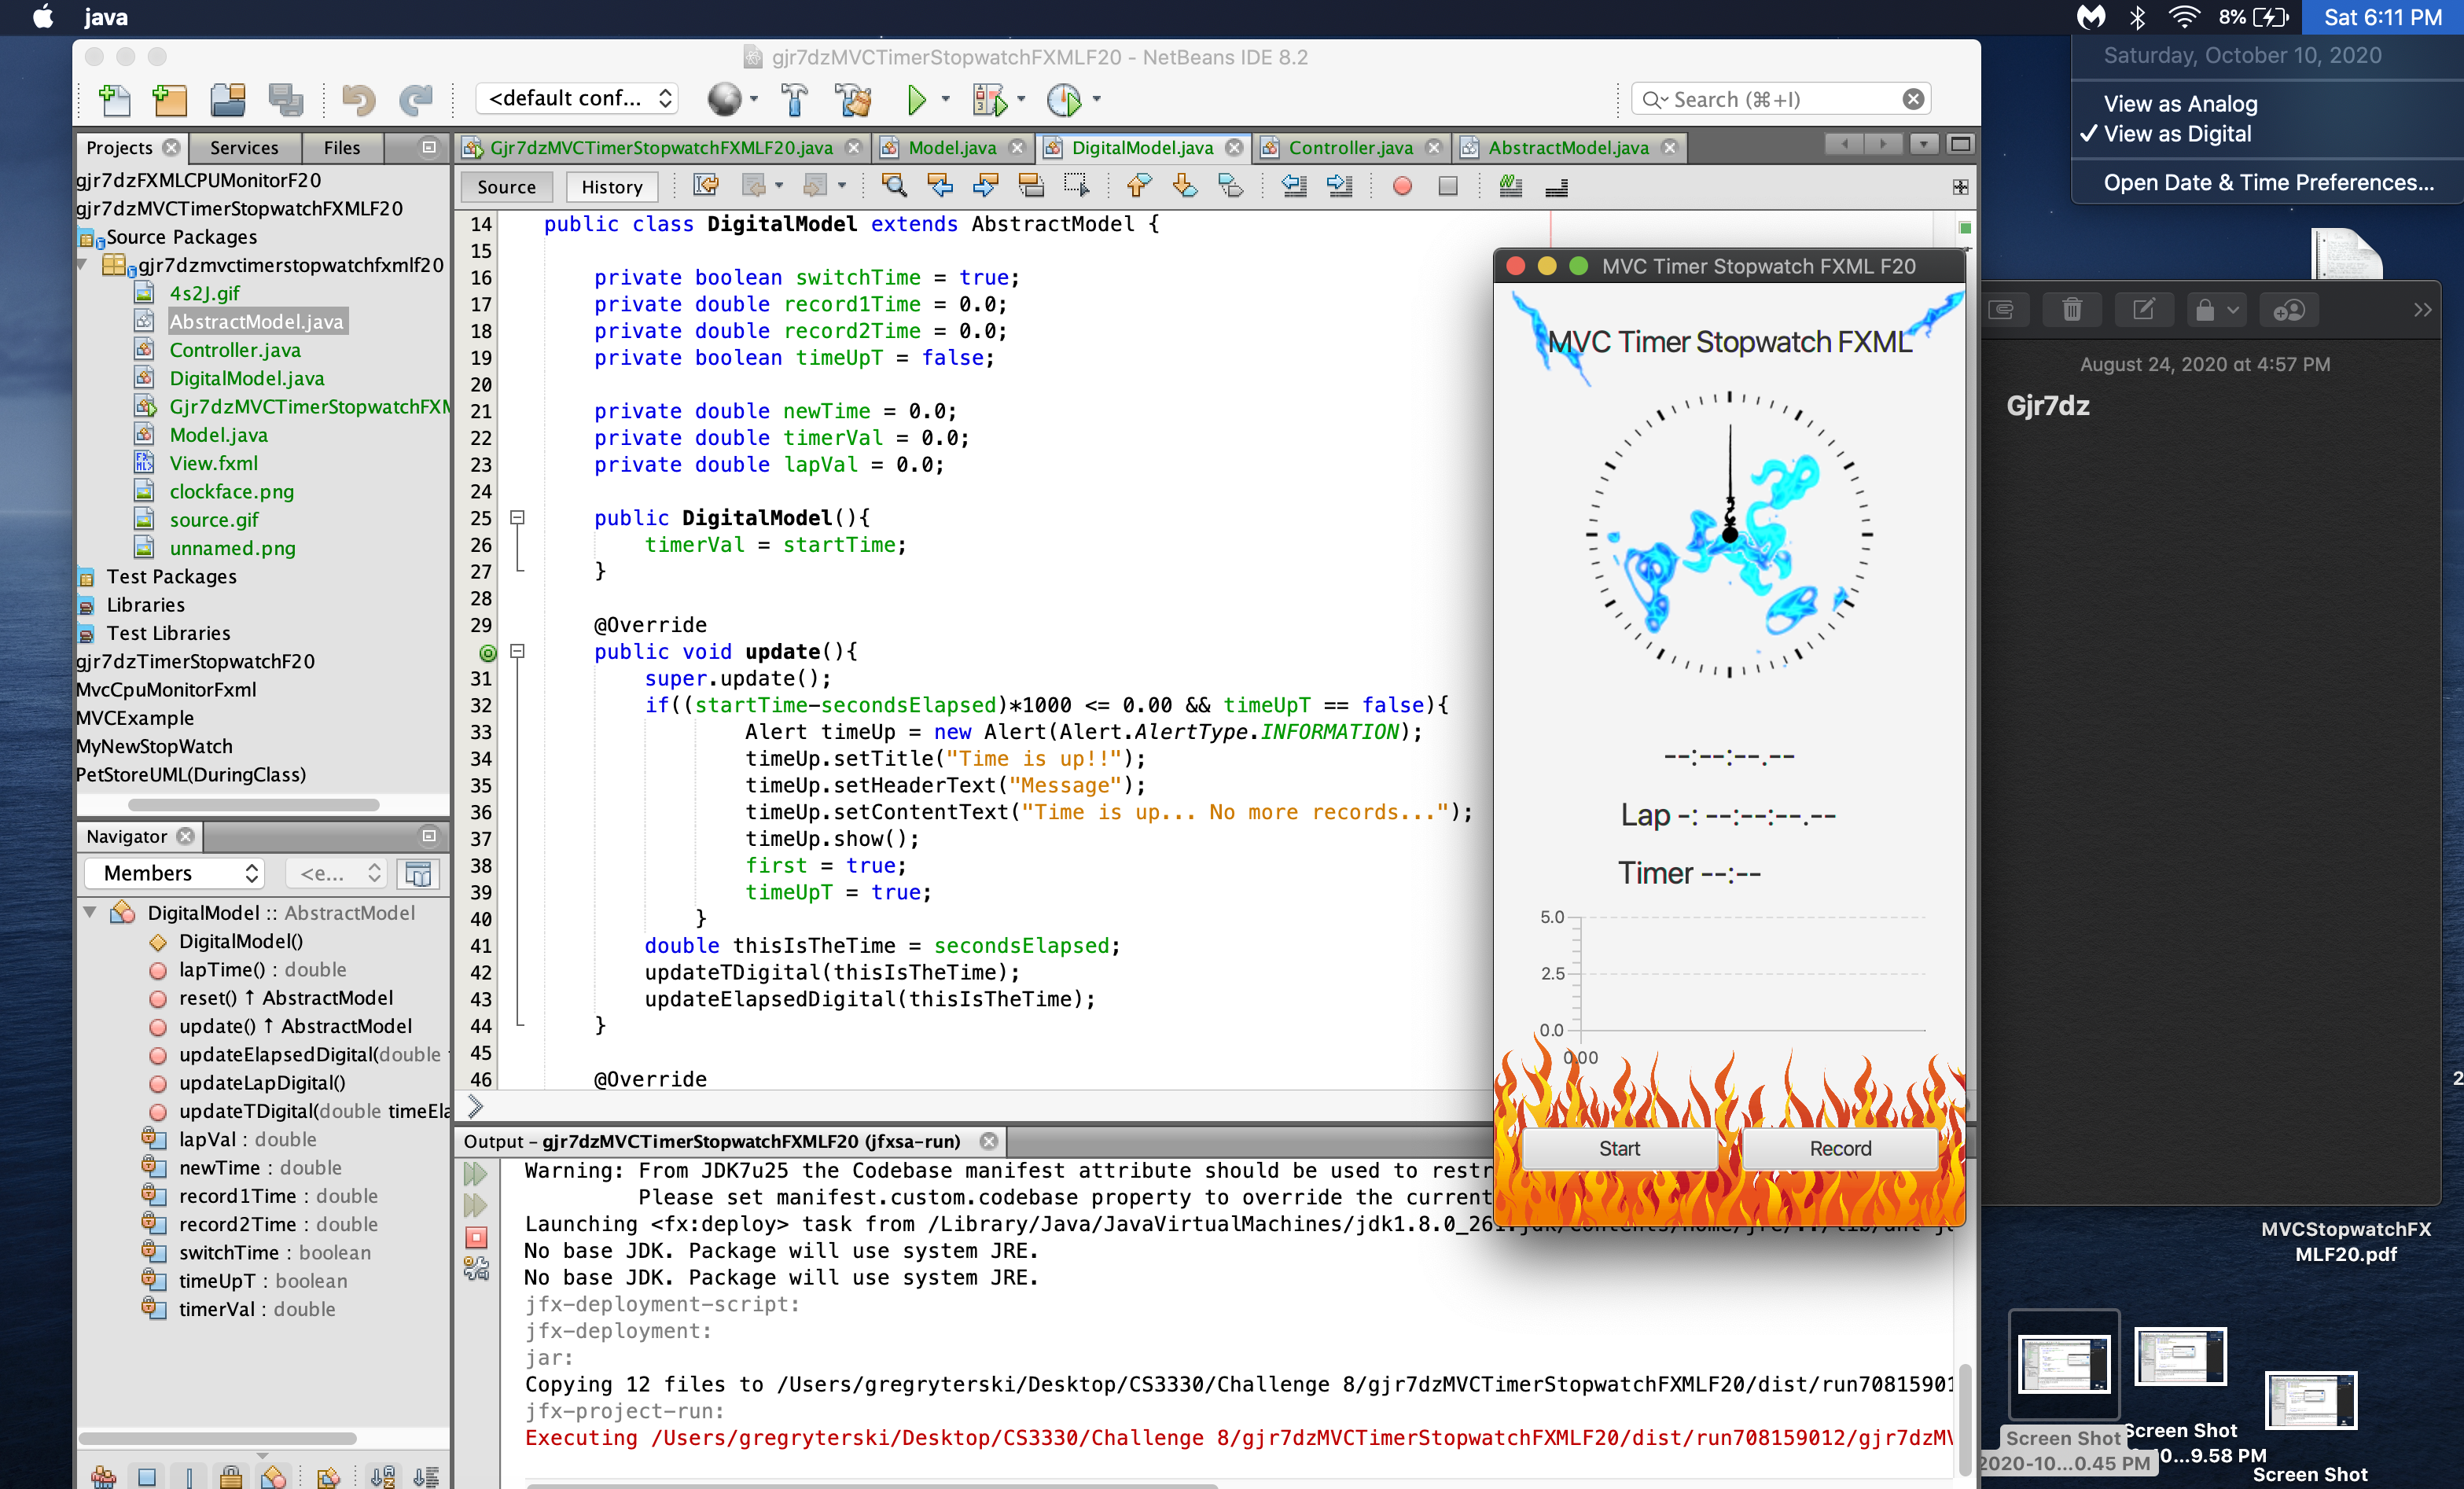 java
8%
Sat 6:11 PM
Saturday, October 10, 2020
View as Analog
✓ View as Digital
Open Date & Time Preferences...
gjr7dzMVCTimerStopwatchFXMLF20 - NetBeans IDE 8.2
<default conf...
Search (⌘+I)
Projects
Services
Files
gjr7dzFXMLCPUMonitorF20
gjr7dzMVCTimerStopwatchFXMLF20
Source Packages
gjr7dzmvctimerstopwatchfxmlf20
4s2J.gif
AbstractModel.java
Controller.java
DigitalModel.java
Gjr7dzMVCTimerStopwatchFXM
Model.java
View.fxml
clockface.png
source.gif
unnamed.png
Test Packages
Libraries
Test Libraries
gjr7dzTimerStopwatchF20
MvcCpuMonitorFxml
MVCExample
MyNewStopWatch
PetStoreUML(DuringClass)
Navigator
Members
<e...
DigitalModel :: AbstractModel
DigitalModel()
lapTime() : double
reset() ↑ AbstractModel
update() ↑ AbstractModel
updateElapsedDigital(double
updateLapDigital()
updateTDigital(double timeEla
lapVal : double
newTime : double
record1Time : double
record2Time : double
switchTime : boolean
timeUpT : boolean
timerVal : double
Gjr7dzMVCTimerStopwatchFXMLF20.java
Model.java
DigitalModel.java
Controller.java
AbstractModel.java
Source
History
14 public class DigitalModel extends AbstractModel {
15
16 private boolean switchTime = true;
17 private double record1Time = 0.0;
18 private double record2Time = 0.0;
19 private boolean timeUpT = false;
20
21 private double newTime = 0.0;
22 private double timerVal = 0.0;
23 private double lapVal = 0.0;
24
25 public DigitalModel(){
26 timerVal = startTime;
27 }
28
29 @Override
public void update(){
31 super.update();
32 if((startTime-secondsElapsed)*1000 <= 0.00 && timeUpT == false){
33 Alert timeUp = new Alert(Alert.AlertType.INFORMATION);
34 timeUp.setTitle("Time is up!!");
35 timeUp.setHeaderText("Message");
36 timeUp.setContentText("Time is up... No more records...");
37 timeUp.show();
38 first = true;
39 timeUpT = true;
40 }
41 double thisIsTheTime = secondsElapsed;
42 updateTDigital(thisIsTheTime);
43 updateElapsedDigital(thisIsTheTime);
44 }
45
46 @Override
Output - gjr7dzMVCTimerStopwatchFXMLF20 (jfxsa-run)
Warning: From JDK7u25 the Codebase manifest attribute should be used to restr
Please set manifest.custom.codebase property to override the current
Launching <fx:deploy> task from /Library/Java/JavaVirtualMachines/jdk1.8.0_261.jdk/Contents/Home/jre/../lib/ant-j
No base JDK. Package will use system JRE.
No base JDK. Package will use system JRE.
jfx-deployment-script:
jfx-deployment:
jar:
Copying 12 files to /Users/gregryterski/Desktop/CS3330/Challenge 8/gjr7dzMVCTimerStopwatchFXMLF20/dist/run70815901
jfx-project-run:
Executing /Users/gregryterski/Desktop/CS3330/Challenge 8/gjr7dzMVCTimerStopwatchFXMLF20/dist/run708159012/gjr7dzMV
MVC Timer Stopwatch FXML F20
MVC Timer Stopwatch FXML
--:--:--.--
Lap -: --:--:--.--
Timer --:--
5.0
2.5
0.0
0.00
Start
Record
August 24, 2020 at 4:57 PM
Gjr7dz
2
MVCStopwatchFX
MLF20.pdf
Screen Shot
2020-10...0.45 PM
Screen Shot
0...9.58 PM
Screen Shot